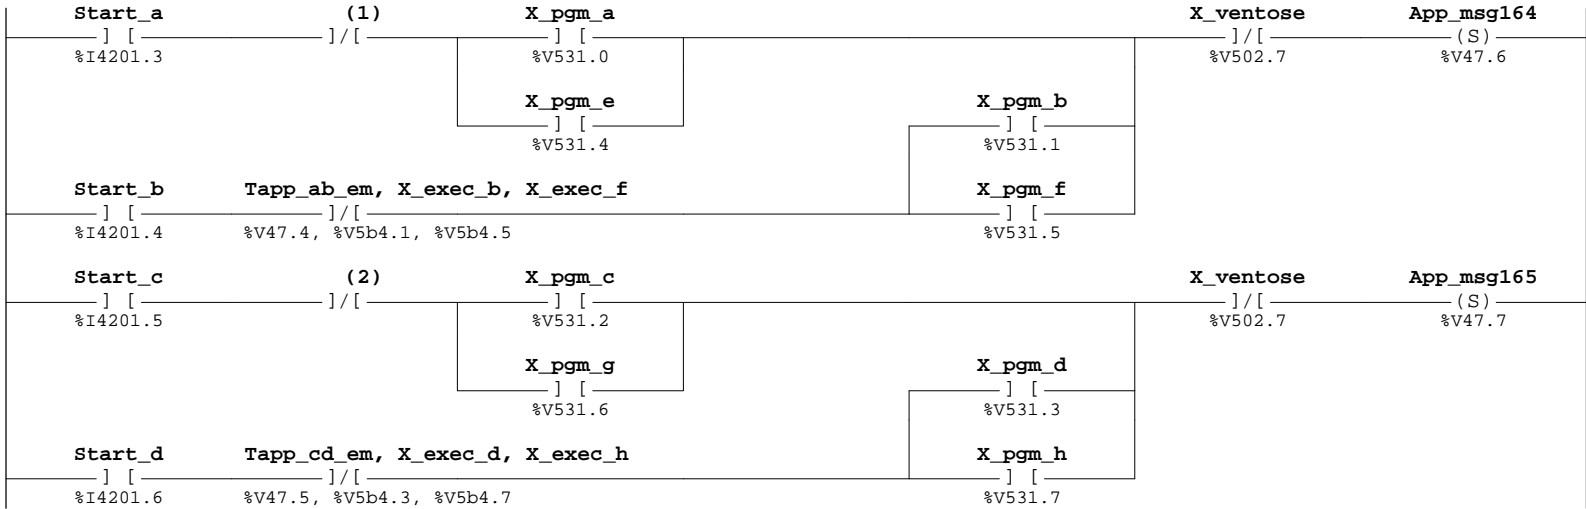 Start_a (1) X_pgm_a X_ventose App_msg164
] [ ]/[ ] [ ]/[ (S)
%I4201.3 %V531.0 %V502.7 %V47.6
X_pgm_e X_pgm_b
] [ ] [
%V531.4 %V531.1
Start_b Tapp_ab_em, X_exec_b, X_exec_f X_pgm_f
] [ ]/[ ] [
%I4201.4 %V47.4, %V5b4.1, %V5b4.5 %V531.5
Start_c (2) X_pgm_c X_ventose App_msg165
] [ ]/[ ] [ ]/[ (S)
%I4201.5 %V531.2 %V502.7 %V47.7
X_pgm_g X_pgm_d
] [ ] [
%V531.6 %V531.3
Start_d Tapp_cd_em, X_exec_d, X_exec_h X_pgm_h
] [ ]/[ ] [
%I4201.6 %V47.5, %V5b4.3, %V5b4.7 %V531.7